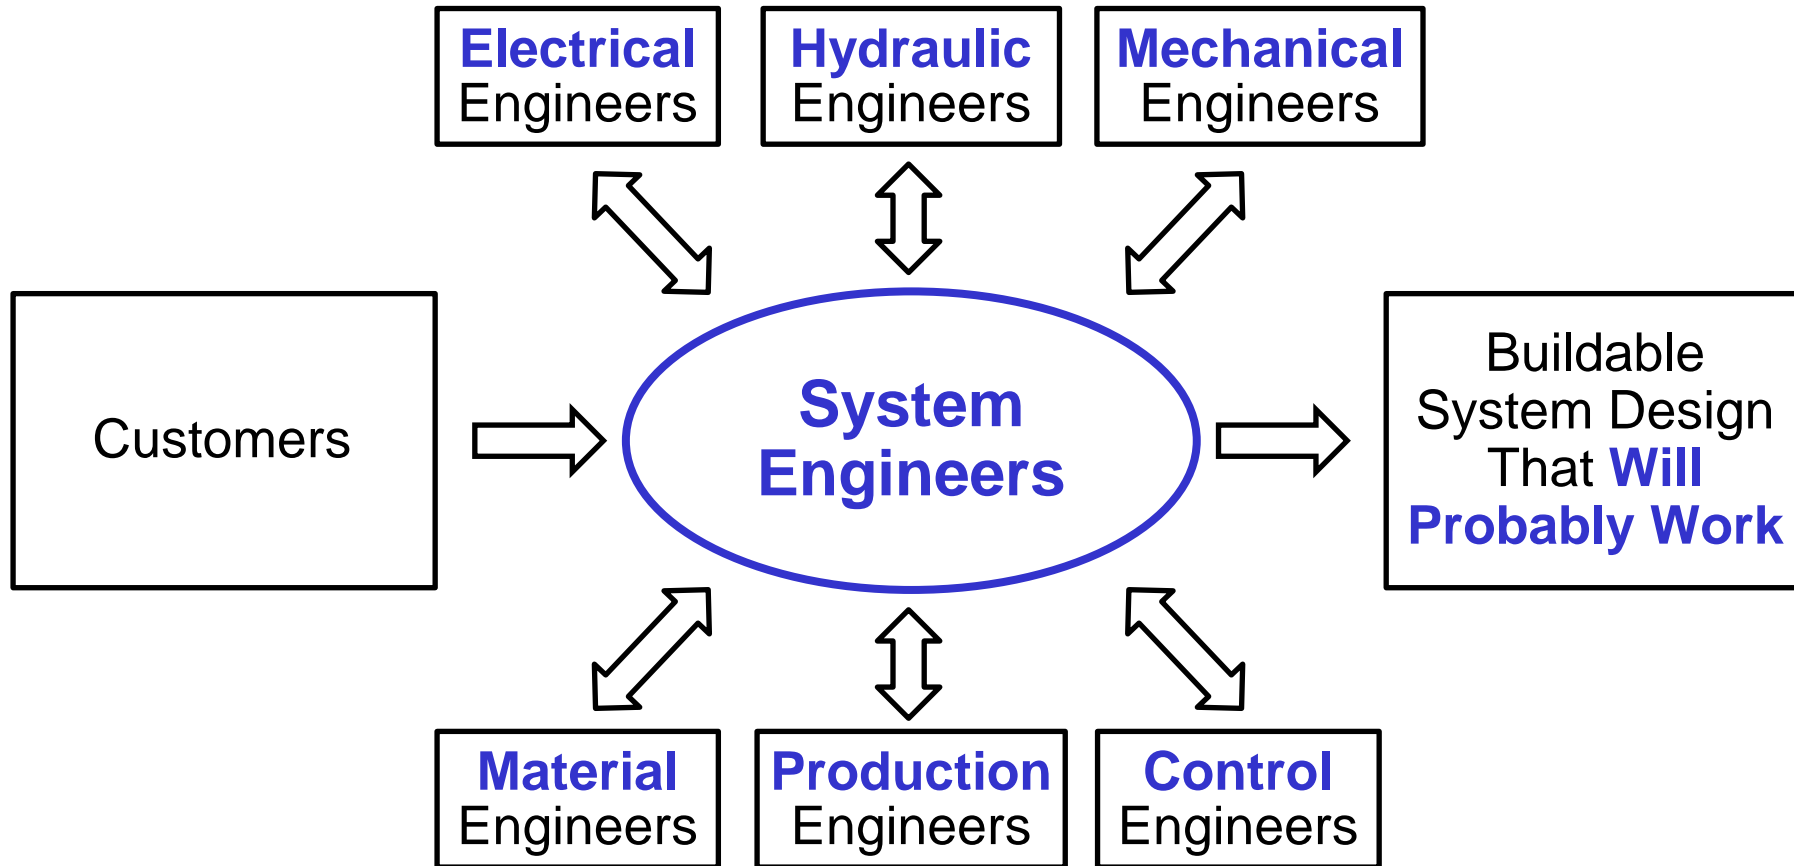 Electrical
Engineers
Hydraulic
Engineers
Mechanical
Engineers
Customers
System
Engineers
Buildable
System Design
That Will
Probably Work
Material
Engineers
Production
Engineers
Control
Engineers